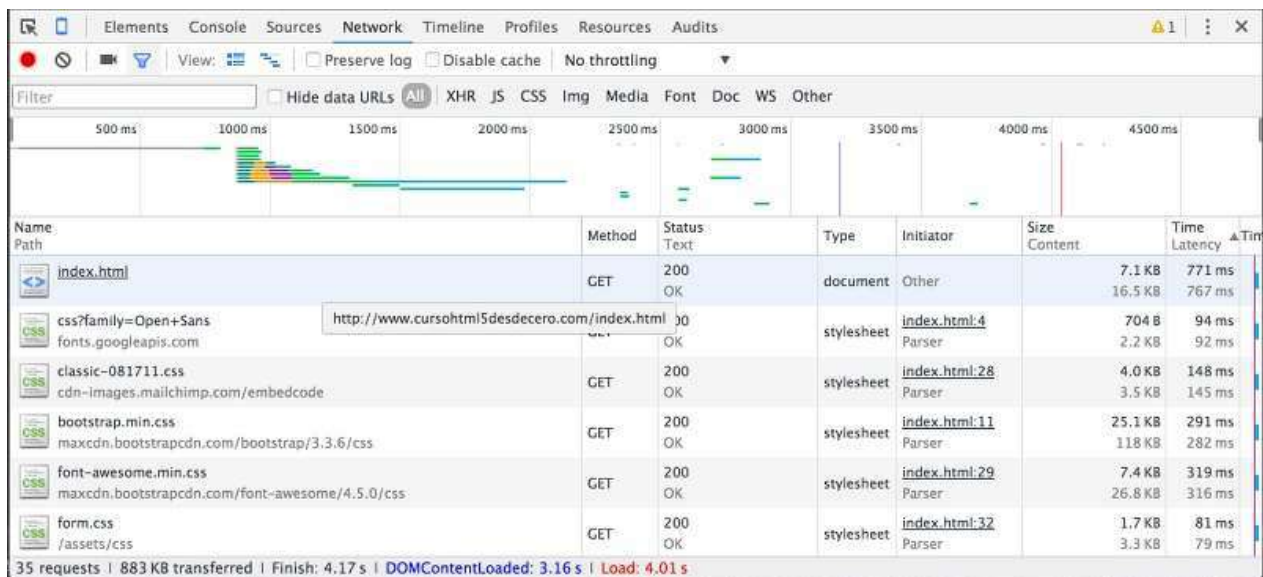 Elements Console Sources Network Timeline Profiles Resources Audits 1
View: Preserve log Disable cache No throttling
Filter Hide data URLs All XHR JS CSS Img Media Font Doc WS Other
500 ms 1000 ms 1500 ms 2000 ms 2500 ms 3000 ms 3500 ms 4000 ms 4500 ms
Name Method Status Type Initiator Size Time Tim
Path Text Content Latency
index.html GET 200 document Other 7.1 KB 771 ms
OK 16.5 KB 767 ms
http://www.cursohtml5desdecero.com/index.html
css?family=Open+Sans stylesheet index.html:4 704 B 94 ms
fonts.googleapis.com OK Parser 2.2 KB 92 ms
classic-081711.css GET 200 stylesheet index.html:28 4.0 KB 148 ms
cdn-images.mailchimp.com/embedcode OK Parser 3.5 KB 145 ms
bootstrap.min.css GET 200 stylesheet index.html:11 25.1 KB 291 ms
maxcdn.bootstrapcdn.com/bootstrap/3.3.6/css OK Parser 118 KB 282 ms
font-awesome.min.css GET 200 stylesheet index.html:29 7.4 KB 319 ms
maxcdn.bootstrapcdn.com/font-awesome/4.5.0/css OK Parser 26.8 KB 316 ms
form.css GET 200 stylesheet index.html:32 1.7 KB 81 ms
/assets/css OK Parser 3.3 KB 79 ms
35 requests | 883 KB transferred | Finish: 4.17 s | DOMContentLoaded: 3.16 s | Load: 4.01 s